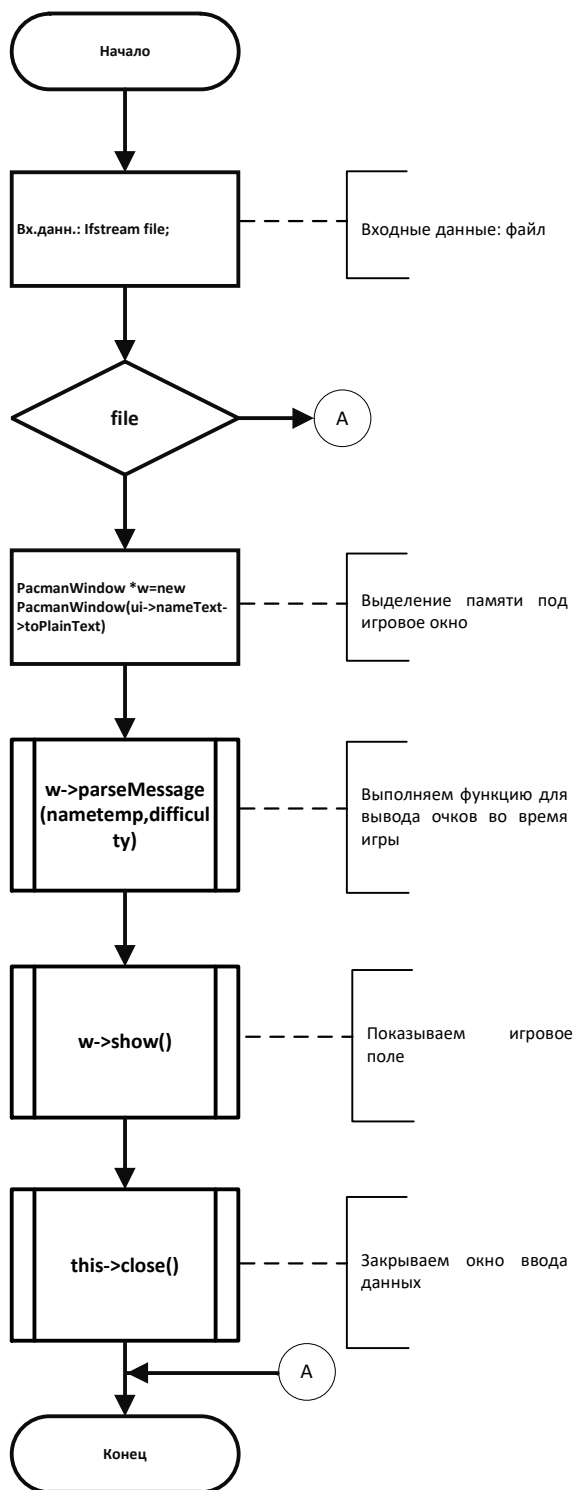 Начало
Вх.данн.: Ifstream file;
Входные данные: файл
file
А
PacmanWindow *w=new
PacmanWindow(ui->nameText-
>toPlainText)
Выделение памяти под
игровое окно
w->parseMessage
(nametemp,difficul
ty)
Выполняем функцию для
вывода очков во время
игры
w->show()
Показываем игровое
поле
this->close()
Закрываем окно ввода
данных
А
Конец